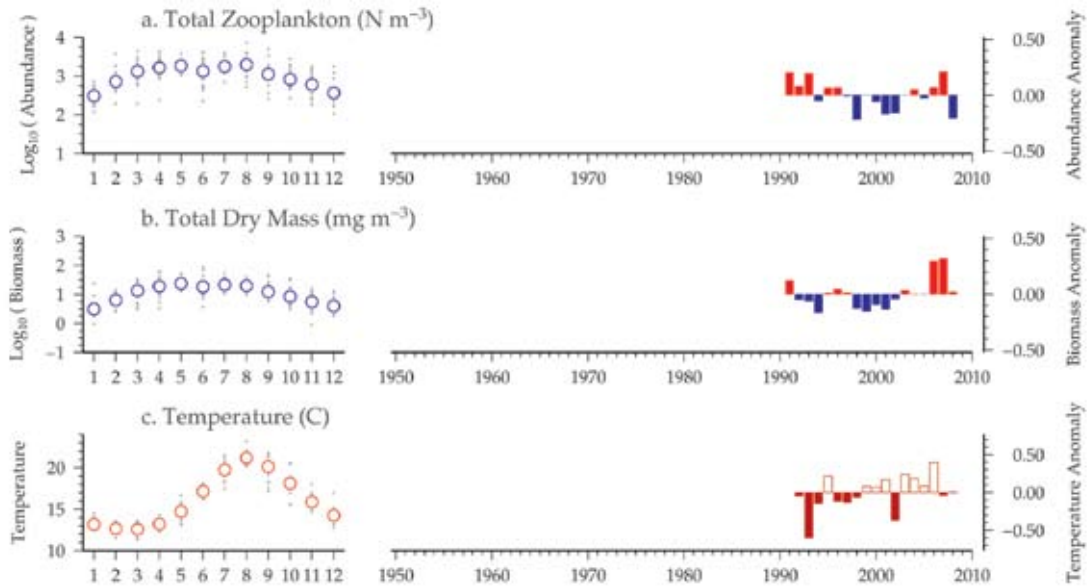 a. Total Zooplankton (N m⁻³)
Log₁₀ ( Abundance )
4
3
2
1
1 2 3 4 5 6 7 8 9 10 11 12
1950 1960 1970 1980 1990 2000 2010
0.50
0.00
−0.50
Abundance Anomaly
b. Total Dry Mass (mg m⁻³)
Log₁₀ (Biomass )
3
2
1
0
−1
1 2 3 4 5 6 7 8 9 10 11 12
1950 1960 1970 1980 1990 2000 2010
0.50
0.00
−0.50
Biomass Anomaly
c. Temperature (C)
Temperature
20
15
10
1 2 3 4 5 6 7 8 9 10 11 12
1950 1960 1970 1980 1990 2000 2010
0.50
0.00
−0.50
Temperature Anomaly